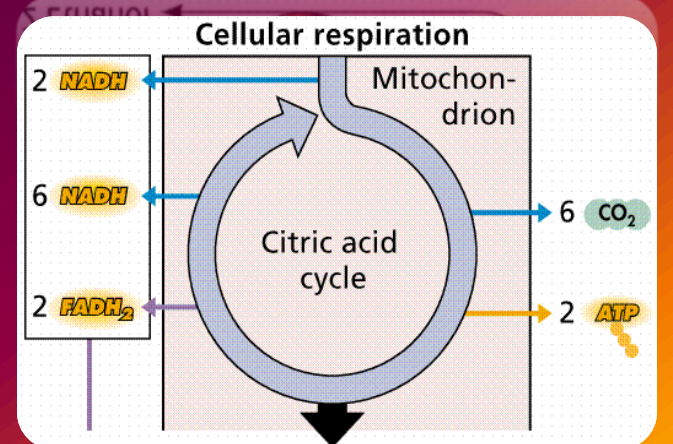 Cellular respiration
2 NADH
Mitochon-
drion
6 NADH
6 CO₂
Citric acid
cycle
2 FADH₂
2 ATP